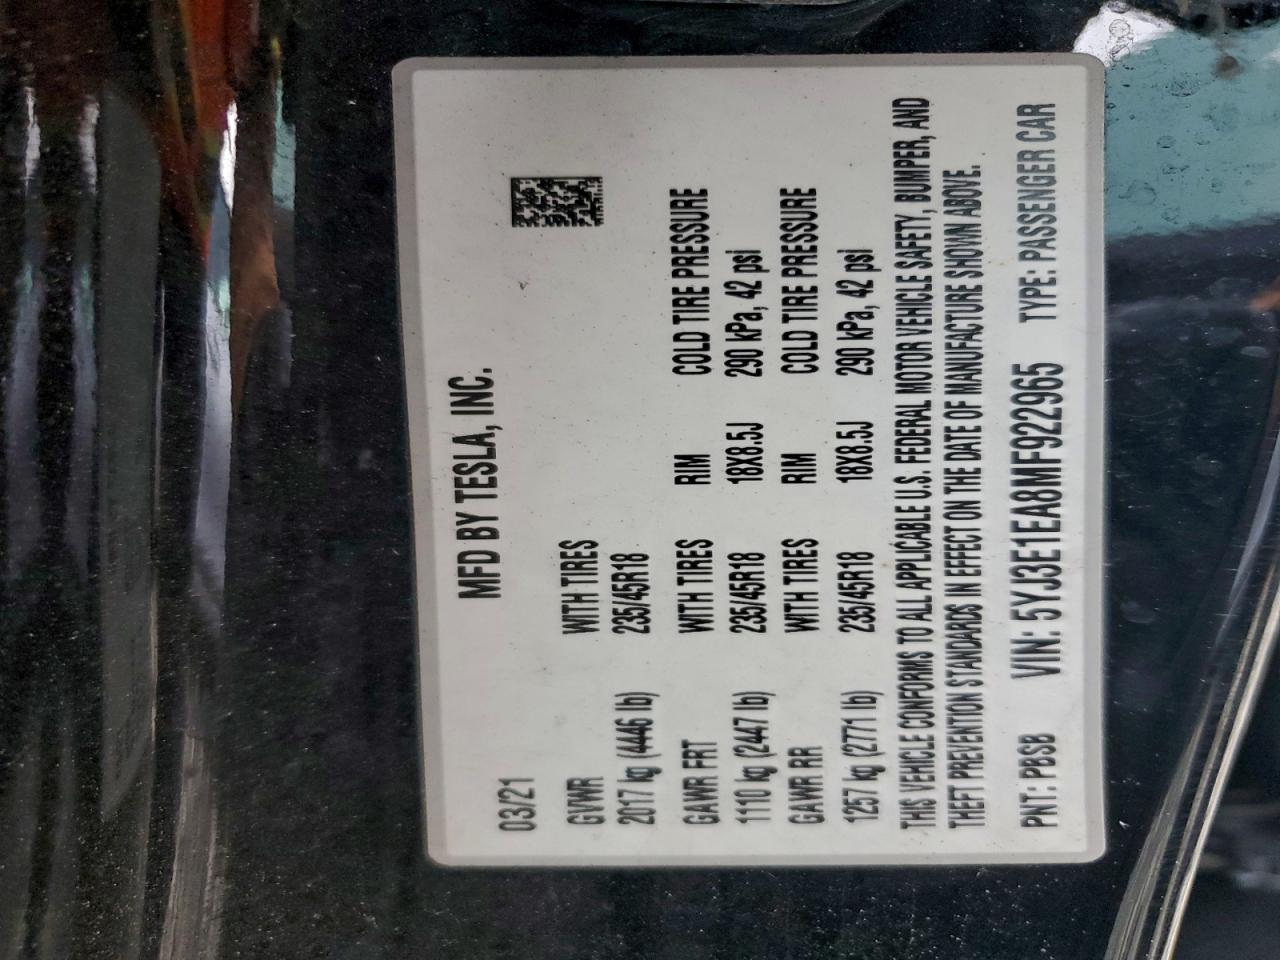 MFD BY TESLA, INC.
03/21
GVWR WITH TIRES
2017 kg (4446 lb) 235/45R18
GAWR FRT WITH TIRES RIM COLD TIRE PRESSURE
1110 kg (2447 lb) 235/45R18 18X8.5J 290 kPa, 42 psi
GAWR RR WITH TIRES RIM COLD TIRE PRESSURE
1257 kg (2771 lb) 235/45R18 18X8.5J 290 kPa, 42 psi
THIS VEHICLE CONFORMS TO ALL APPLICABLE U.S. FEDERAL MOTOR VEHICLE SAFETY, BUMPER, AND
THEFT PREVENTION STANDARDS IN EFFECT ON THE DATE OF MANUFACTURE SHOWN ABOVE.
PNT: PBSB VIN: 5YJ3E1EA8MF922965 TYPE: PASSENGER CAR